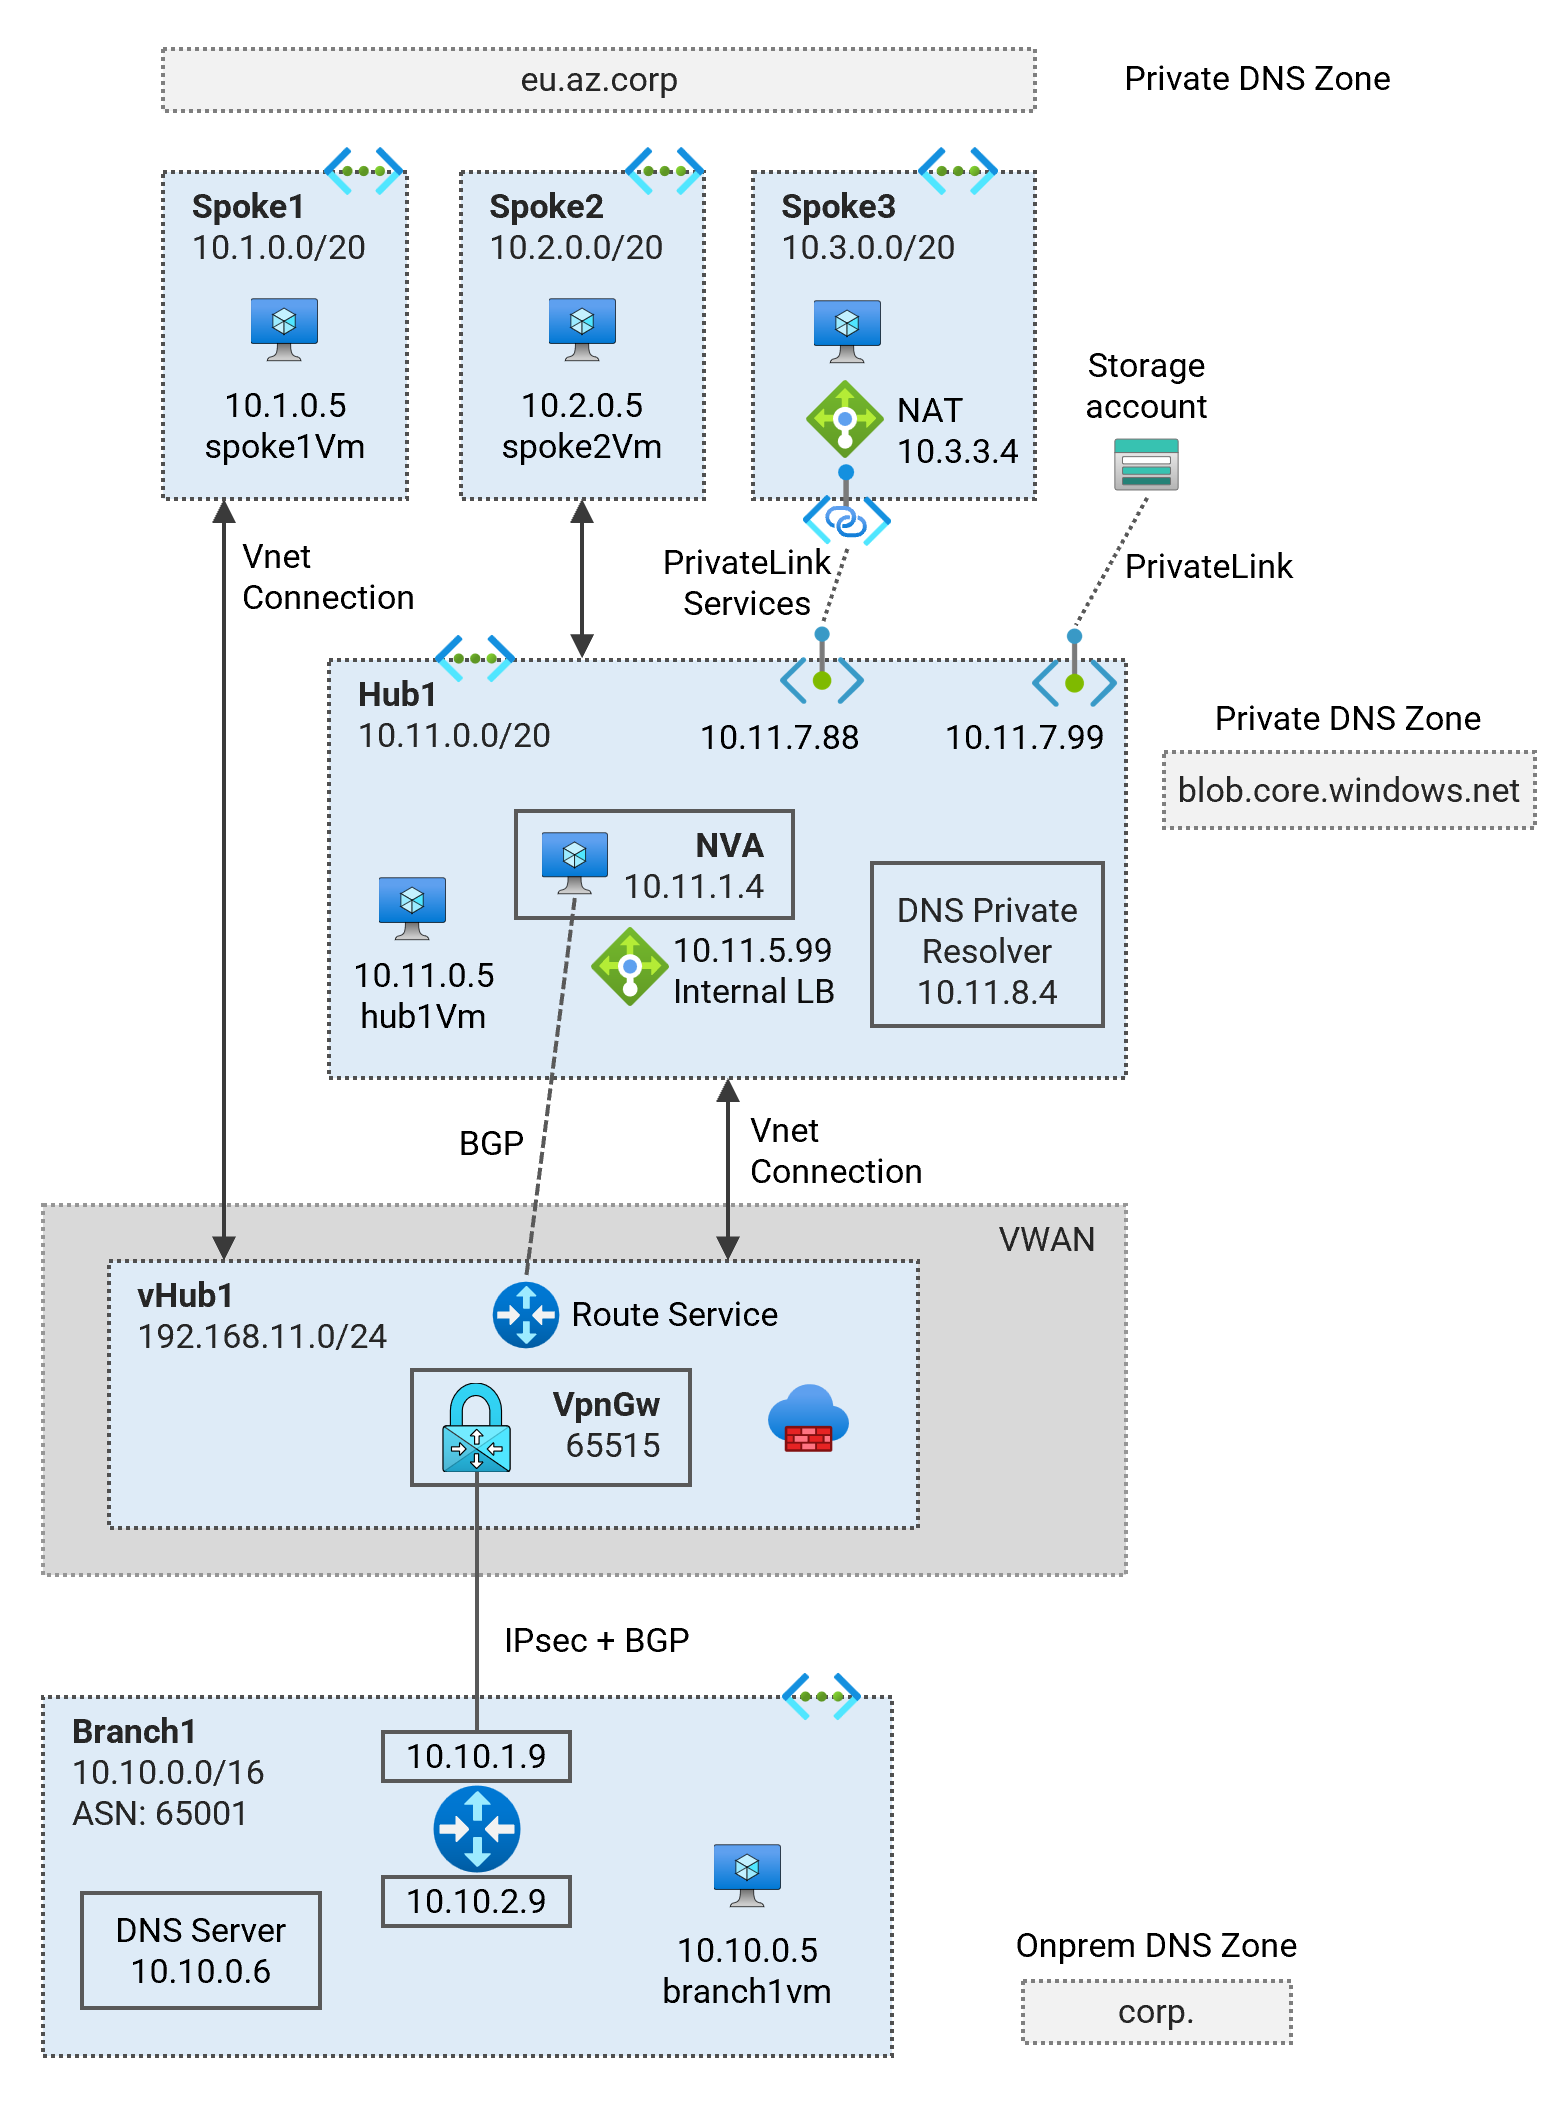 eu.az.corp
Private DNS Zone
Spoke1
10.1.0.0/20
10.1.0.5
spoke1Vm
Spoke2
10.2.0.0/20
10.2.0.5
spoke2Vm
Spoke3
10.3.0.0/20
NAT
10.3.3.4
Storage
account
Vnet
Connection
PrivateLink
Services
PrivateLink
Hub1
10.11.0.0/20
10.11.7.88
10.11.7.99
Private DNS Zone
blob.core.windows.net
NVA
10.11.1.4
10.11.0.5
hub1Vm
10.11.5.99
Internal LB
DNS Private
Resolver
10.11.8.4
BGP
Vnet
Connection
VWAN
vHub1
192.168.11.0/24
Route Service
VpnGw
65515
IPsec + BGP
Branch1
10.10.0.0/16
ASN: 65001
10.10.1.9
10.10.2.9
DNS Server
10.10.0.6
10.10.0.5
branch1vm
Onprem DNS Zone
corp.